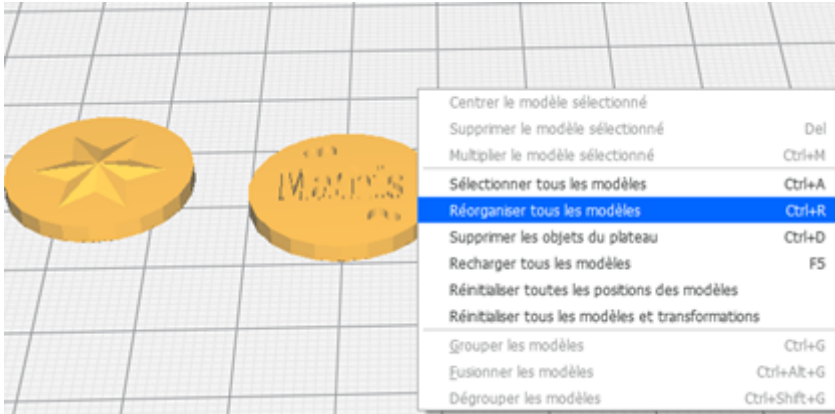 Mathis
Centrer le modèle sélectionné
Supprimer le modèle sélectionné Del
Multiplier le modèle sélectionné Ctrl+M
Sélectionner tous les modèles Ctrl+A
Réorganiser tous les modèles Ctrl+R
Supprimer les objets du plateau Ctrl+D
Recharger tous les modèles F5
Réinitialiser toutes les positions des modèles
Réinitialiser tous les modèles et transformations
Grouper les modèles Ctrl+G
Fusionner les modèles Ctrl+Alt+G
Dégrouper les modèles Ctrl+Shift+G